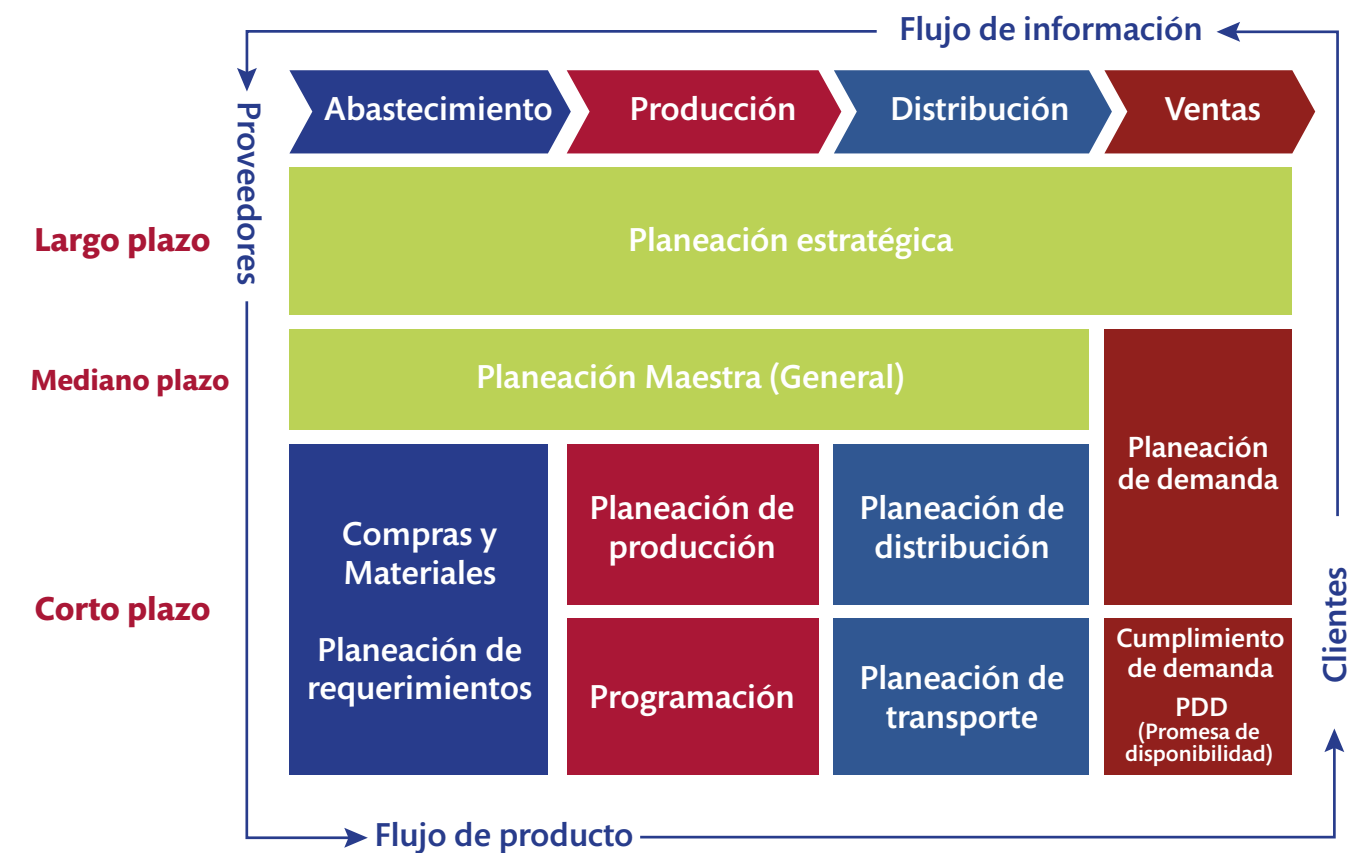 Flujo de información
Abastecimiento
Producción
Distribución
Ventas
Proveedores
Largo plazo
Planeación estratégica
Mediano plazo
Planeación Maestra (General)
Planeación
de demanda
Corto plazo
Compras y
Materiales
Planeación de
requerimientos
Planeación de
producción
Planeación de
distribución
Programación
Planeación de
transporte
Cumplimiento
de demanda
PDD
(Promesa de
disponibilidad)
Clientes
Flujo de producto